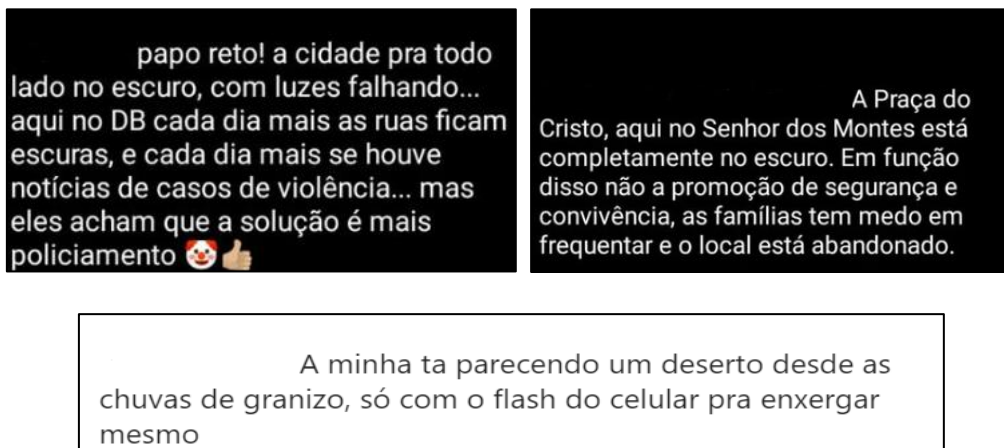 papo reto! a cidade pra todo
lado no escuro, com luzes falhando...
aqui no DB cada dia mais as ruas ficam
escuras, e cada dia mais se houve
notícias de casos de violência... mas
eles acham que a solução é mais
policiamento 🤡👍🏼
A Praça do
Cristo, aqui no Senhor dos Montes está
completamente no escuro. Em função
disso não a promoção de segurança e
convivência, as famílias tem medo em
frequentar e o local está abandonado.
A minha ta parecendo um deserto desde as
chuvas de granizo, só com o flash do celular pra enxergar
mesmo